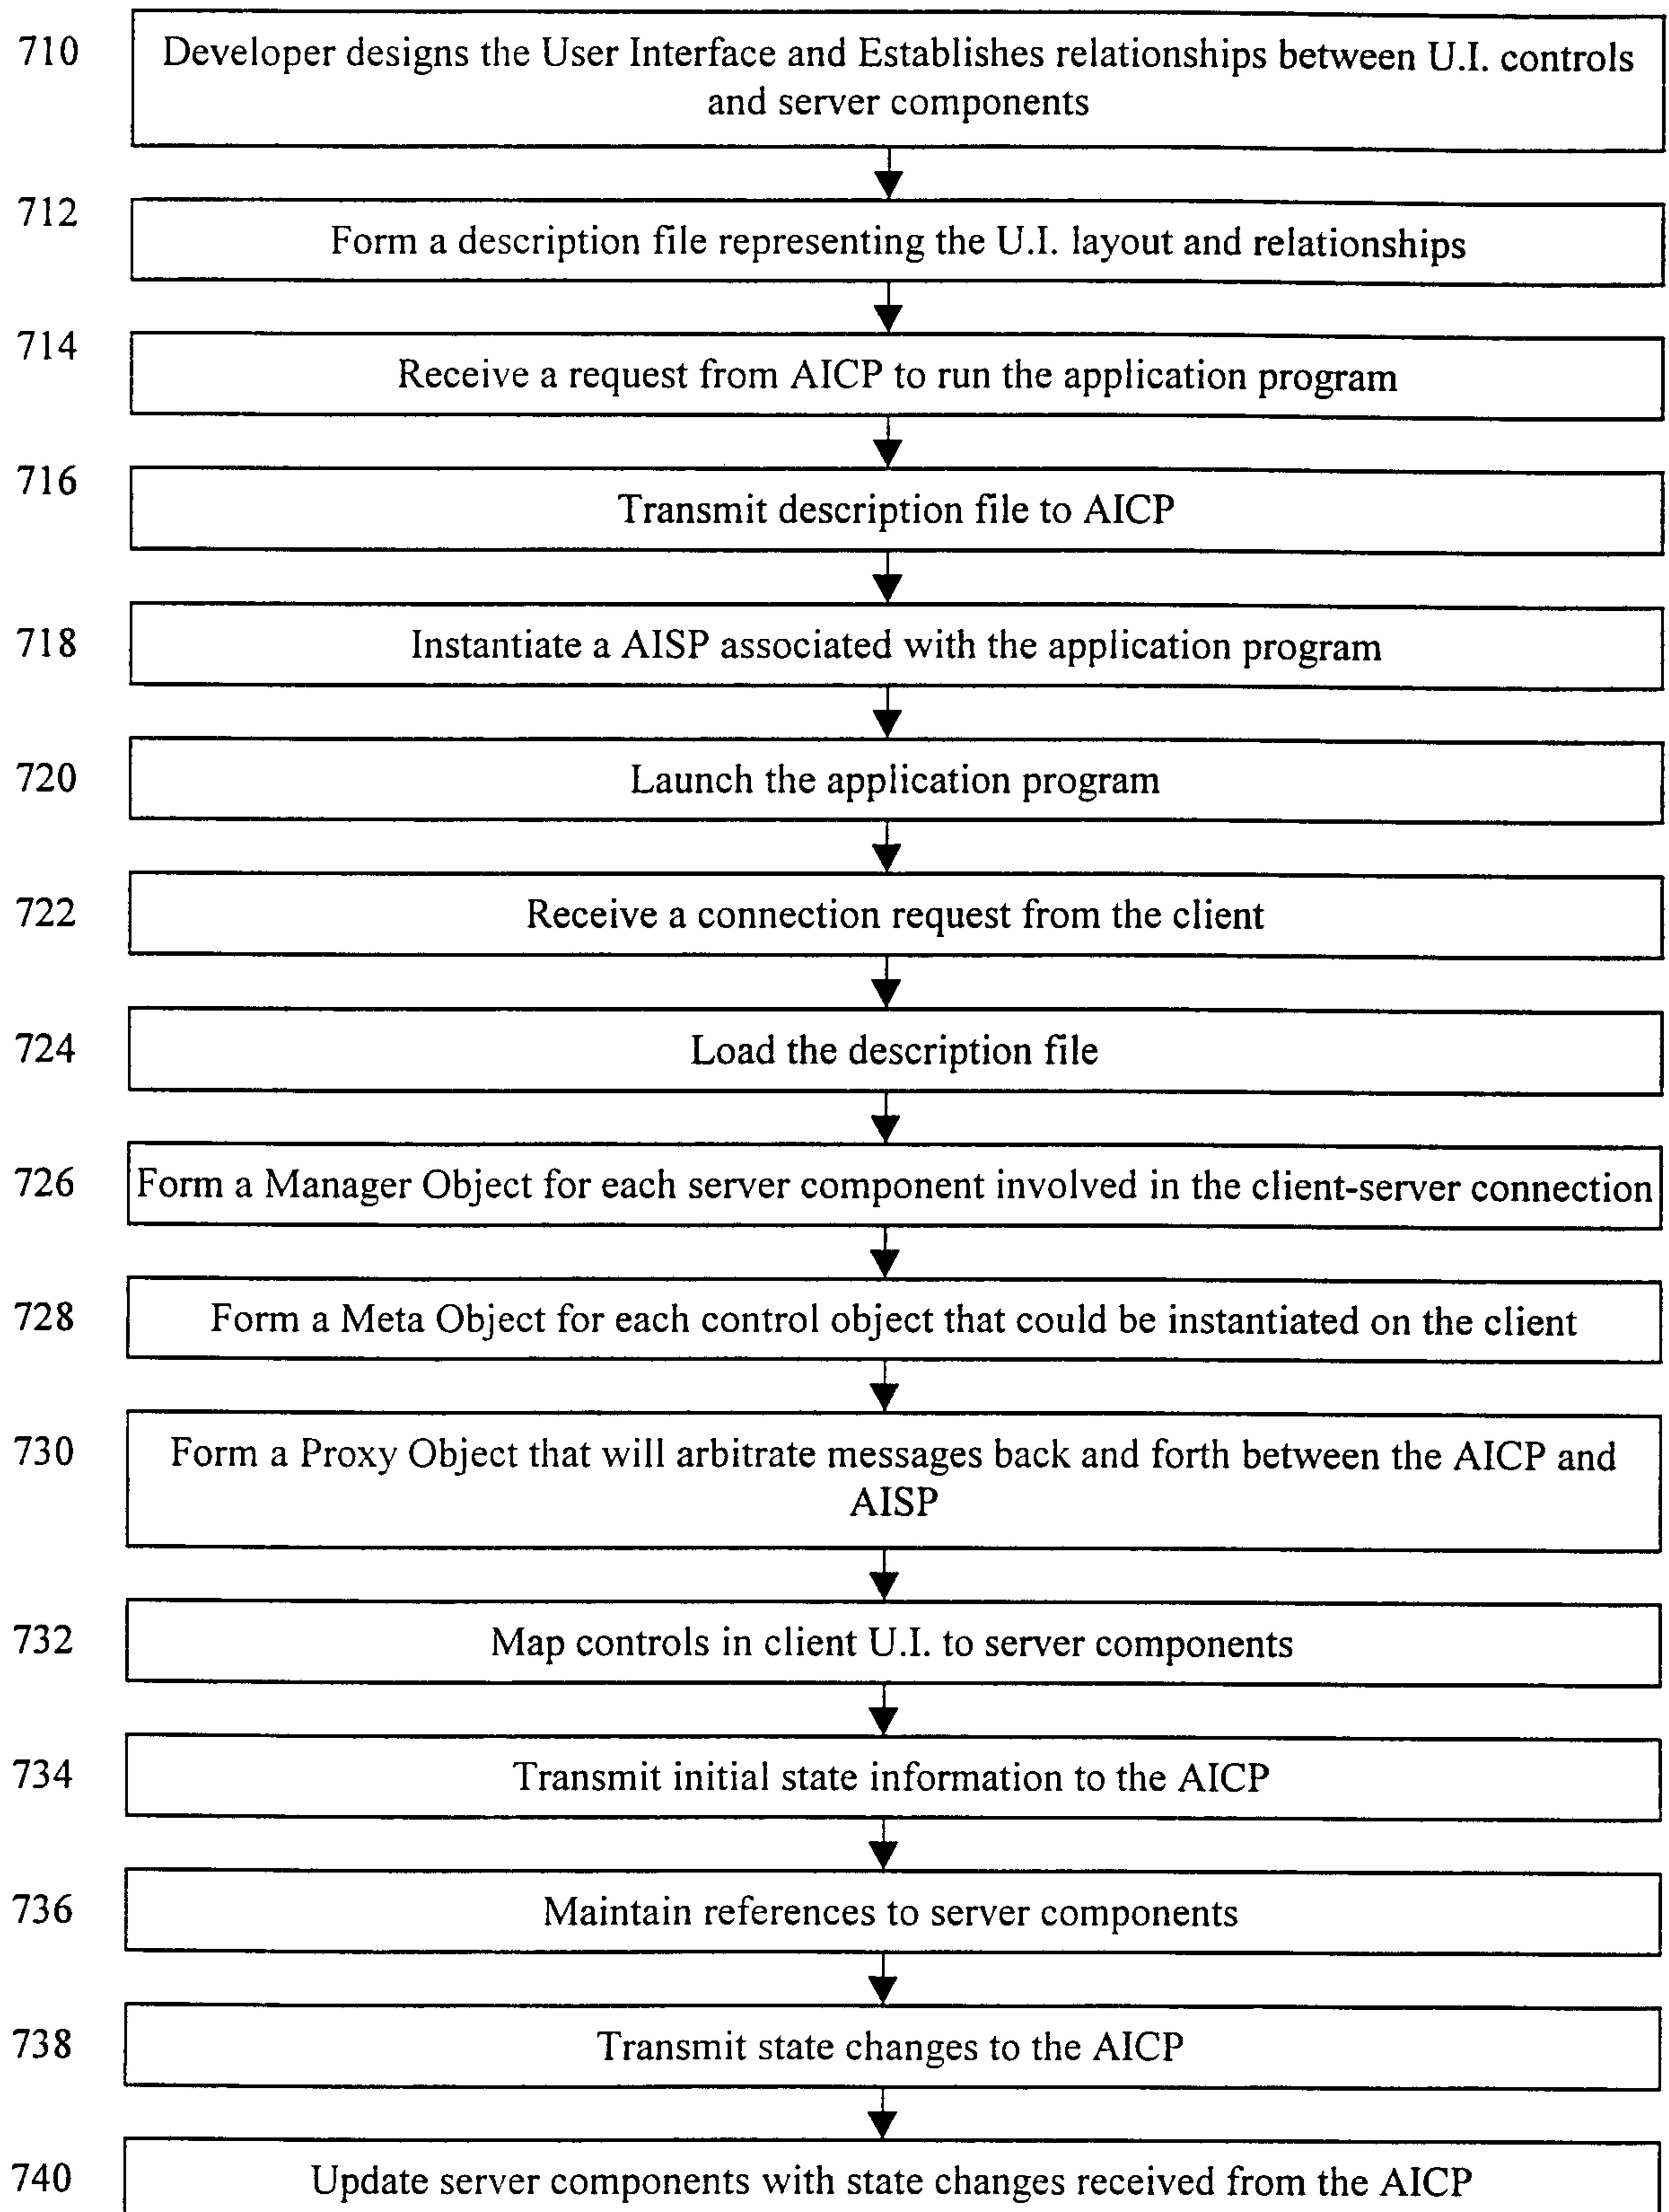 710
Developer designs the User Interface and Establishes relationships between U.I. controls
and server components
712
Form a description file representing the U.I. layout and relationships
714
Receive a request from AICP to run the application program
716
Transmit description file to AICP
718
Instantiate a AISP associated with the application program
720
Launch the application program
722
Receive a connection request from the client
724
Load the description file
726
Form a Manager Object for each server component involved in the client-server connection
728
Form a Meta Object for each control object that could be instantiated on the client
730
Form a Proxy Object that will arbitrate messages back and forth between the AICP and
AISP
732
Map controls in client U.I. to server components
734
Transmit initial state information to the AICP
736
Maintain references to server components
738
Transmit state changes to the AICP
740
Update server components with state changes received from the AICP